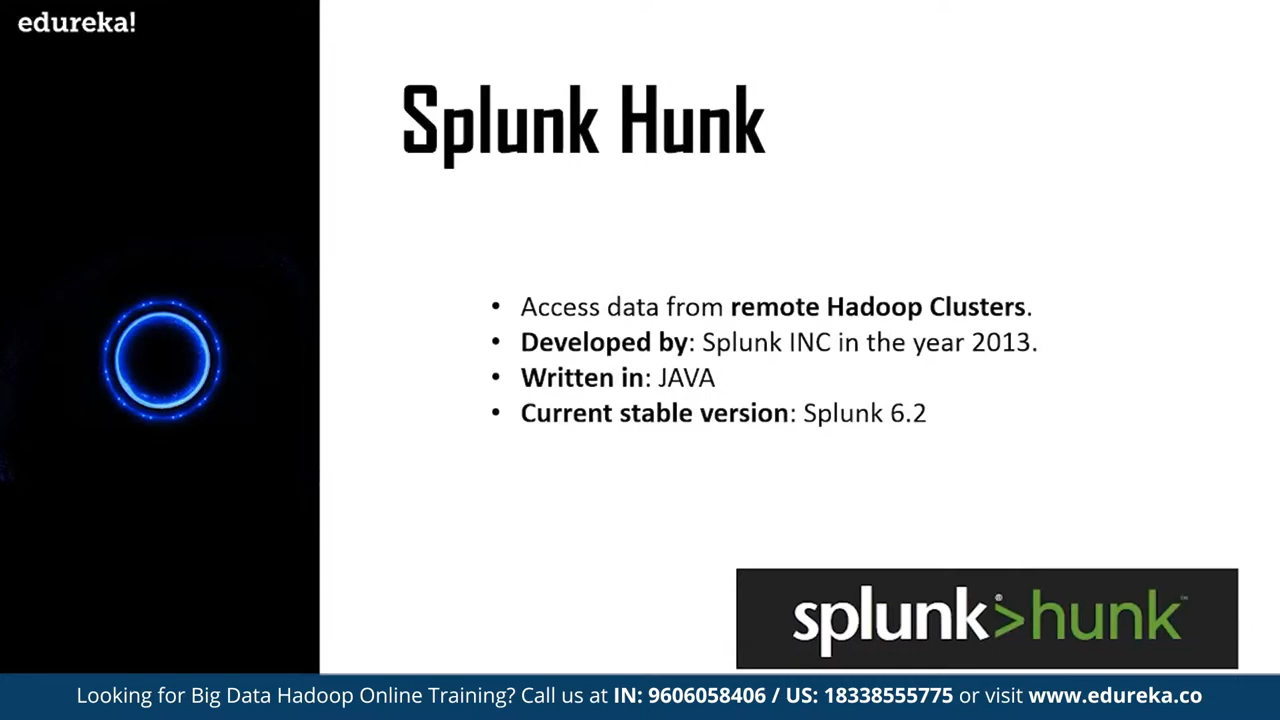 edureka!
Splunk Hunk
• Access data from remote Hadoop Clusters.
• Developed by: Splunk INC in the year 2013.
• Written in: JAVA
• Current stable version: Splunk 6.2
splunk®>hunk™
Looking for Big Data Hadoop Online Training? Call us at IN: 9606058406 / US: 18338555775 or visit www.edureka.co